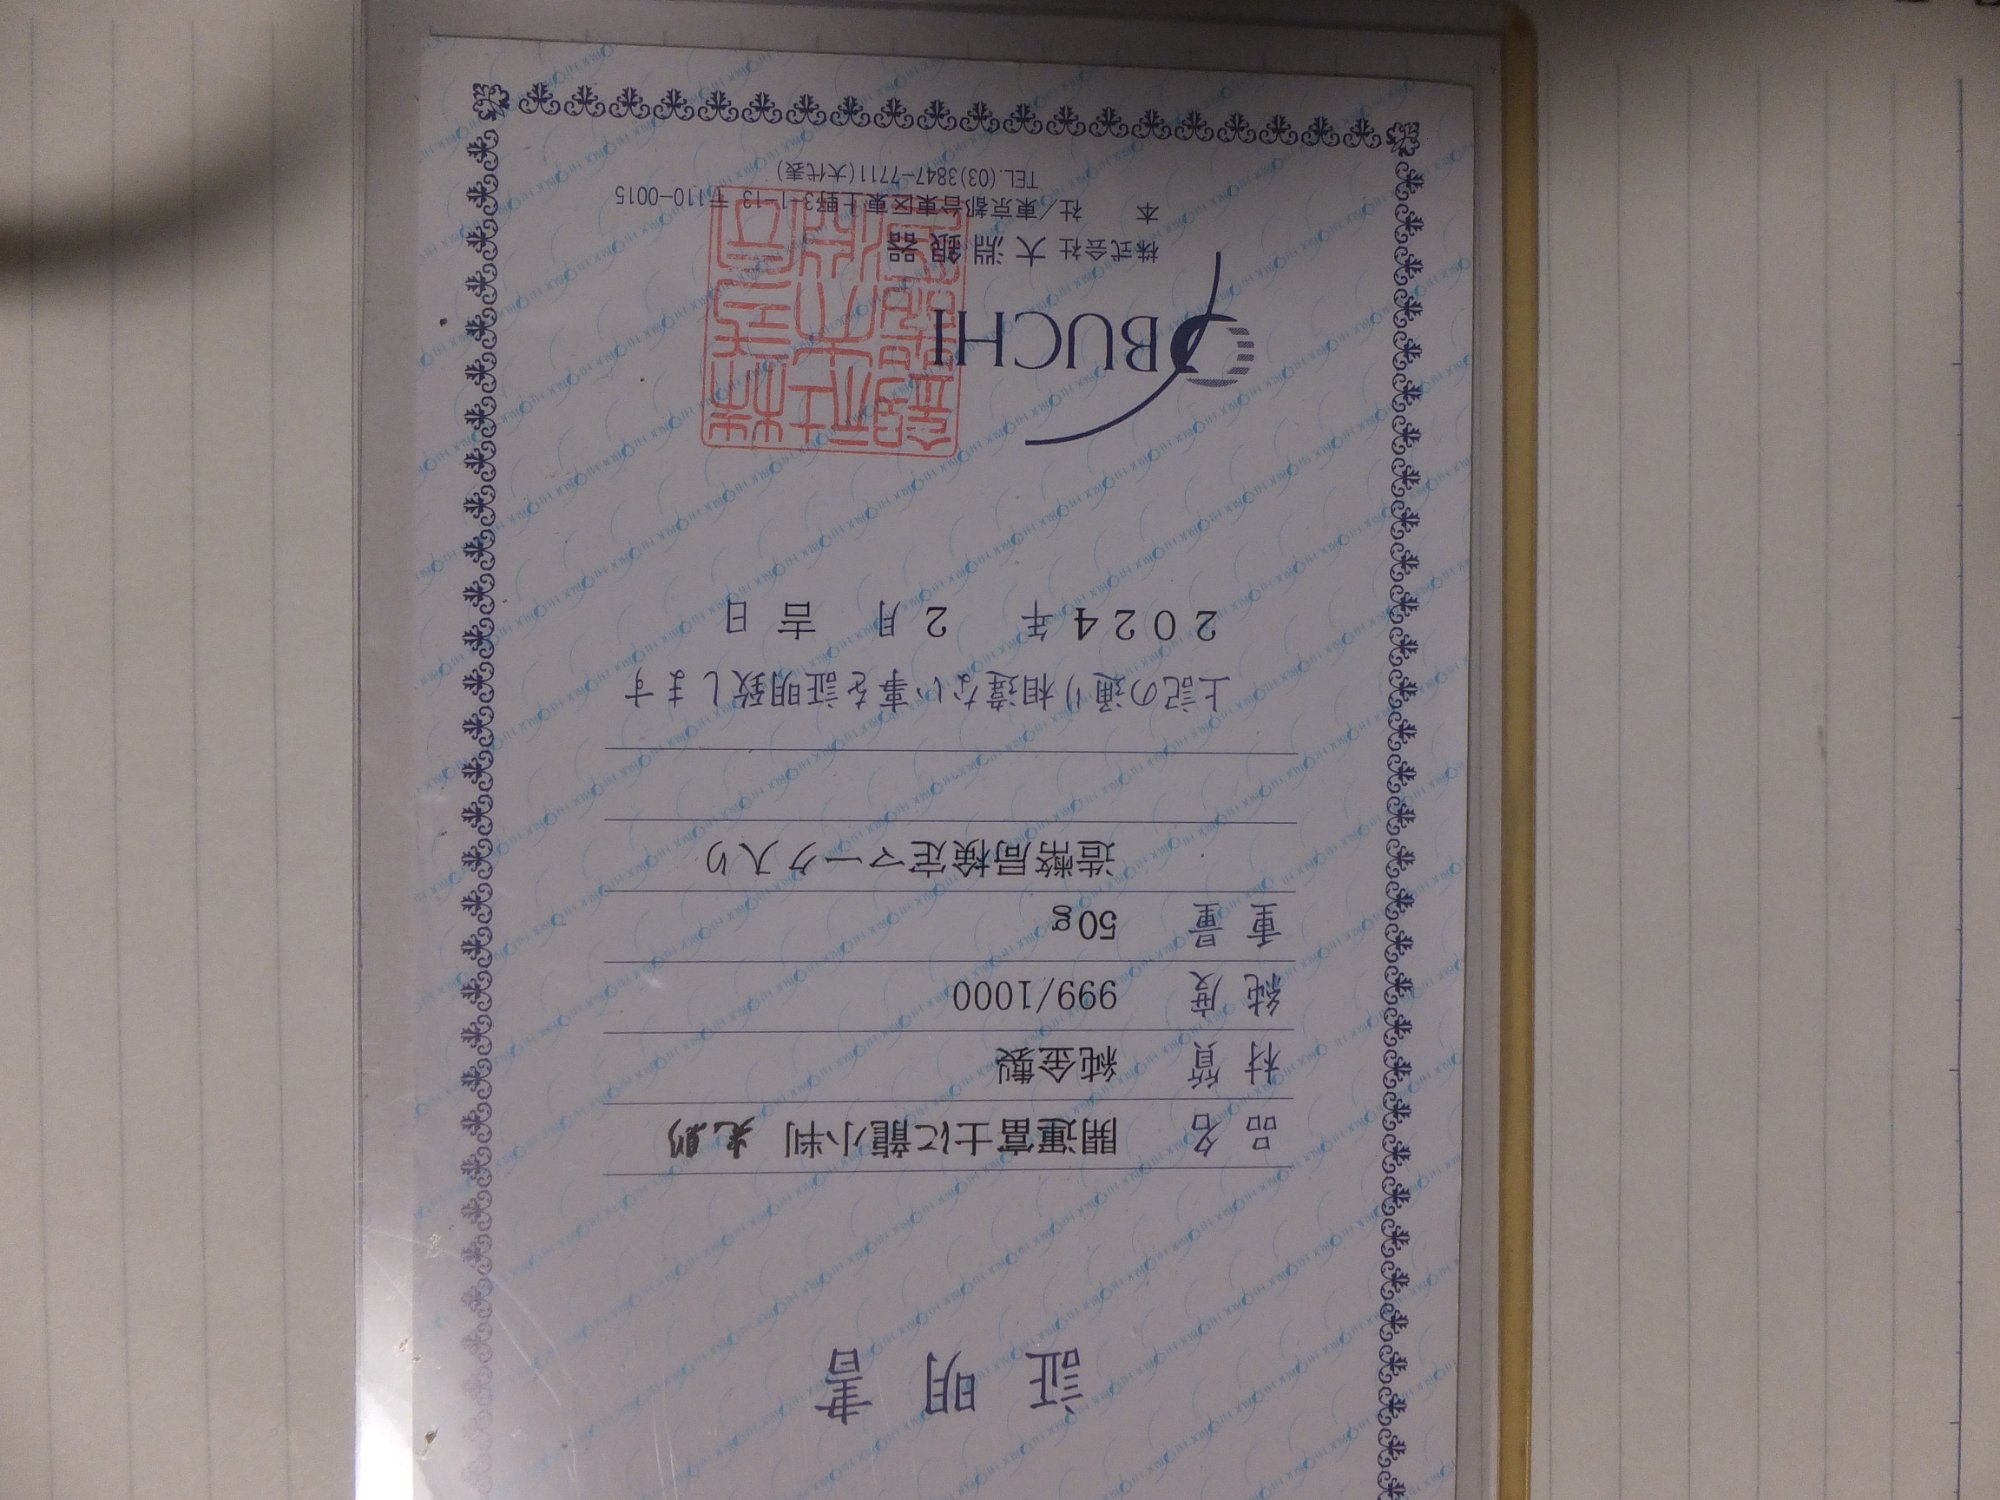 証明書
品名 開運富士に龍小判 光則
材質 純金製
純度 999/1000
重量 50g
造幣局検定マーク入り
上記の通り相違ない事を証明致します
2024年 2月 吉日
OBUCHI
株式会社 大淵銀器
本 社/東京都台東区東上野3-1-13 〒110-0015
TEL.(03)3847-7711(大代表)